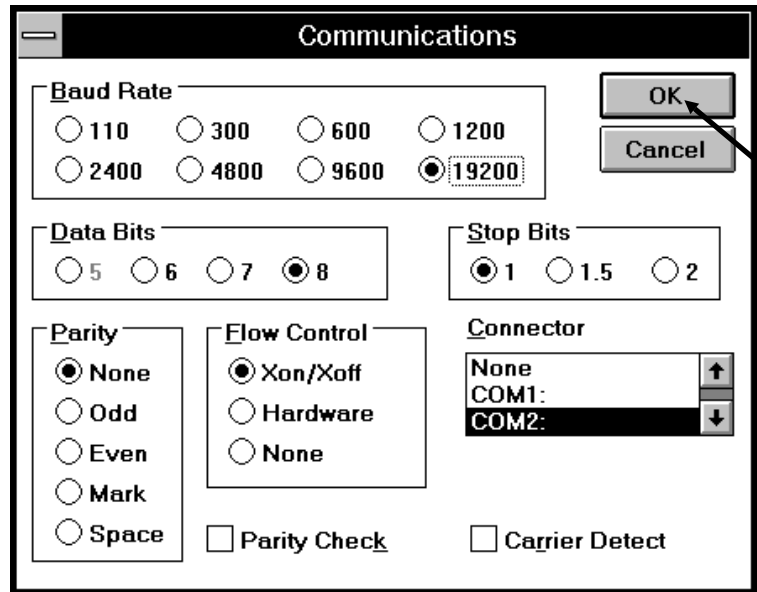 Communications
Baud Rate
110 300 600 1200
2400 4800 9600 19200
OK
Cancel
Data Bits
5 6 7 8
Stop Bits
1 1.5 2
Parity
None
Odd
Even
Mark
Space
Flow Control
Xon/Xoff
Hardware
None
Connector
None
COM1:
COM2:
Parity Check
Carrier Detect